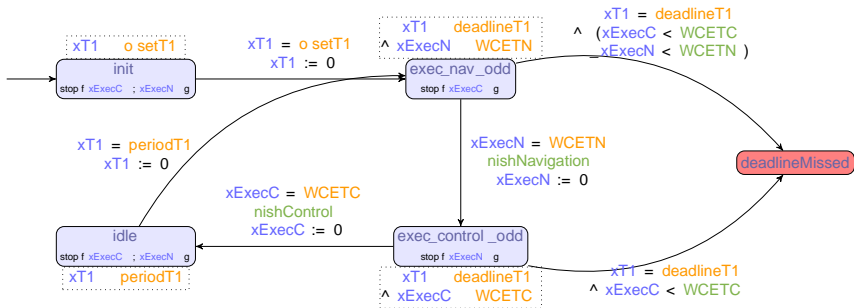 xT1 o setT1
init
stop f xExecC ; xExecN g
xT1 = o setT1
xT1 := 0
xT1 deadlineT1
^ xExecN WCETN
exec_nav _odd
stop f xExecC g
xT1 = deadlineT1
^ (xExecC < WCETC
_xExecN < WCETN )
xT1 = periodT1
xT1 := 0
xExecN = WCETN
nishNavigation
xExecN := 0
deadlineMissed
xExecC = WCETC
nishControl
xExecC := 0
idle
stop f xExecC ; xExecN g
xT1 periodT1
exec_control _odd
stop f xExecN g
xT1 deadlineT1
^ xExecC WCETC
xT1 = deadlineT1
^ xExecC < WCETC